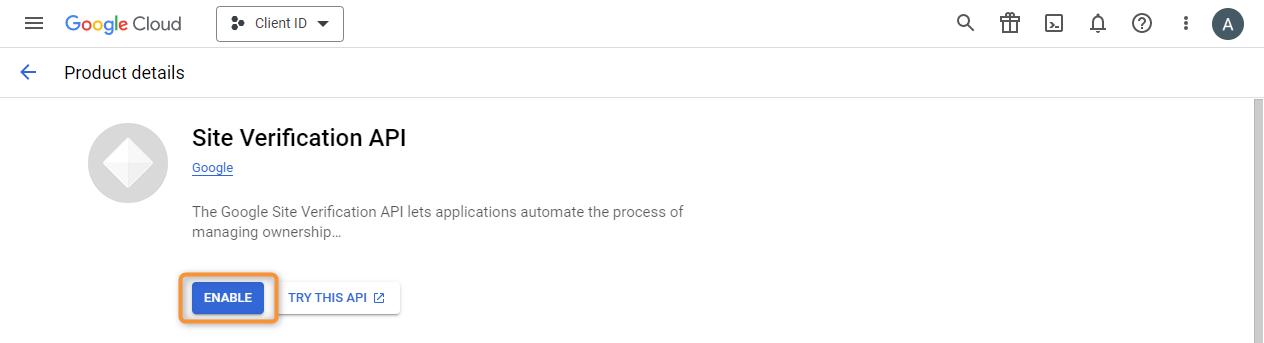 Google Cloud
Client ID
A
Product details
Site Verification API
Google
The Google Site Verification API lets applications automate the process of
managing ownership...
ENABLE
TRY THIS API